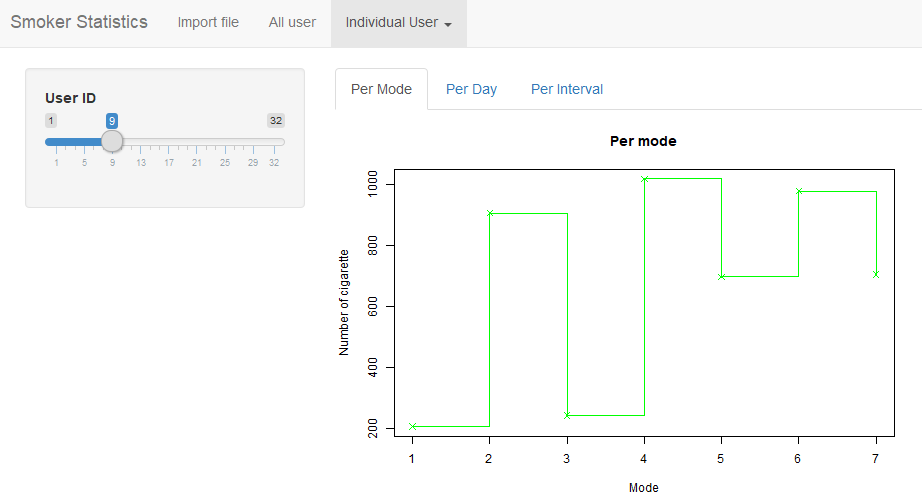 Smoker Statistics Import file All user Individual User
User ID
1 9 32
1 5 9 13 17 21 25 29 32
Per Mode Per Day Per Interval
Per mode
Number of cigarette
1000
800
600
400
200
1 2 3 4 5 6 7
Mode